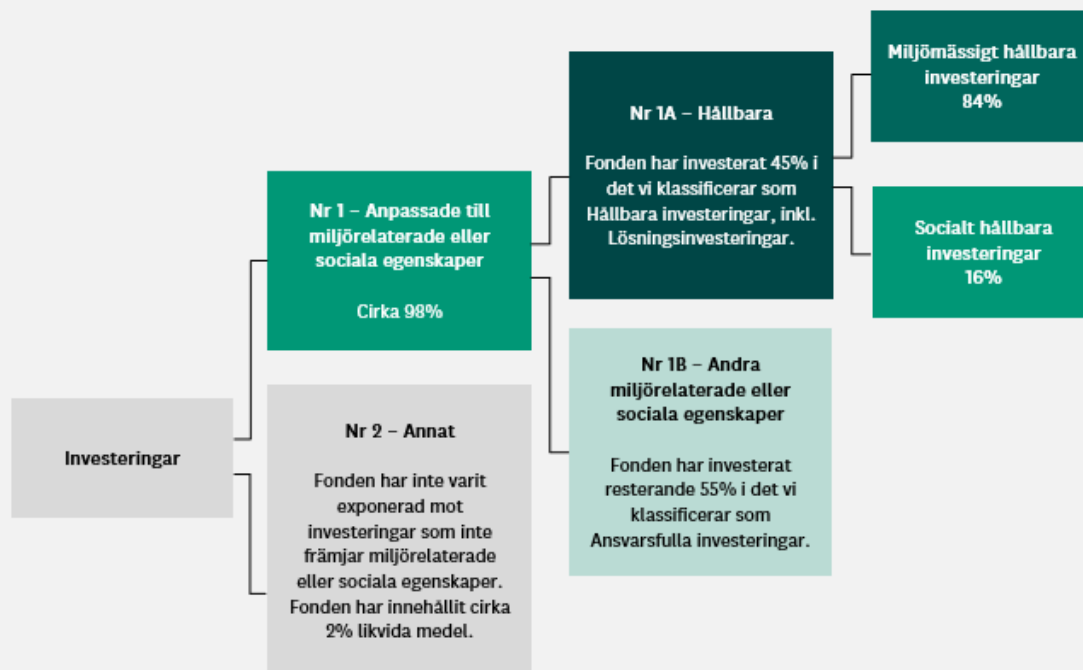 Investeringar
Nr 1 – Anpassade till
miljörelaterade eller
sociala egenskaper
Cirka 98%
Nr 2 – Annat
Fonden har inte varit
exponerad mot
investeringar som inte
främjar miljörelaterade
eller sociala egenskaper.
Fonden har innehållit cirka
2% likvida medel.
Nr 1A – Hållbara
Fonden har investerat 45% i
det vi klassificerar som
Hållbara investeringar, inkl.
Lösningsinvesteringar.
Nr 1B – Andra
miljörelaterade eller
sociala egenskaper
Fonden har investerat
resterande 55% i det vi
klassificerar som
Ansvarsfulla investeringar.
Miljömässigt hållbara
investeringar
84%
Socialt hållbara
investeringar
16%